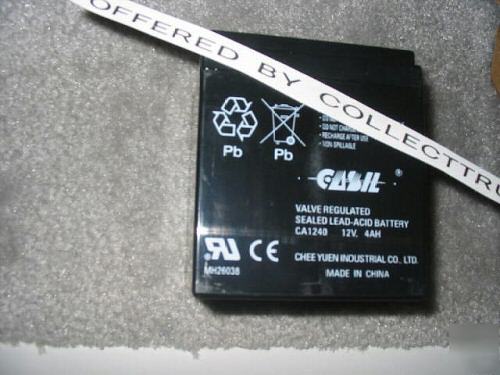 OFFERED BY COLLECTTRU
• DO NOT CHARGE
• RECHARGE AFTER USE
• NON-SPILLABLE
Pb
Pb
CASIL ®
VALVE REGULATED
SEALED LEAD-ACID BATTERY
CA1240 12V, 4AH
CHEE YUEN INDUSTRIAL CO., LTD.
MADE IN CHINA
RU CE
MH26038